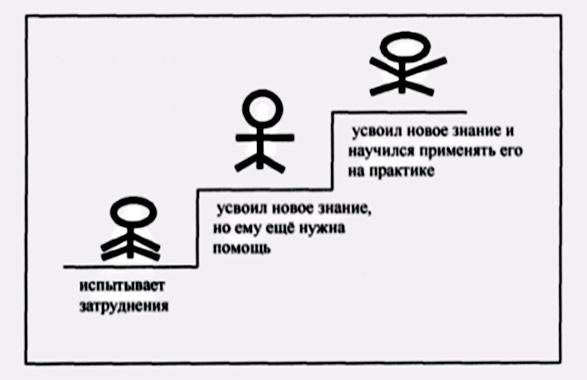 усвоил новое знание и
научился применять его
на практике
усвоил новое знание,
но ему ещё нужна
помощь
испытывает
затруднения